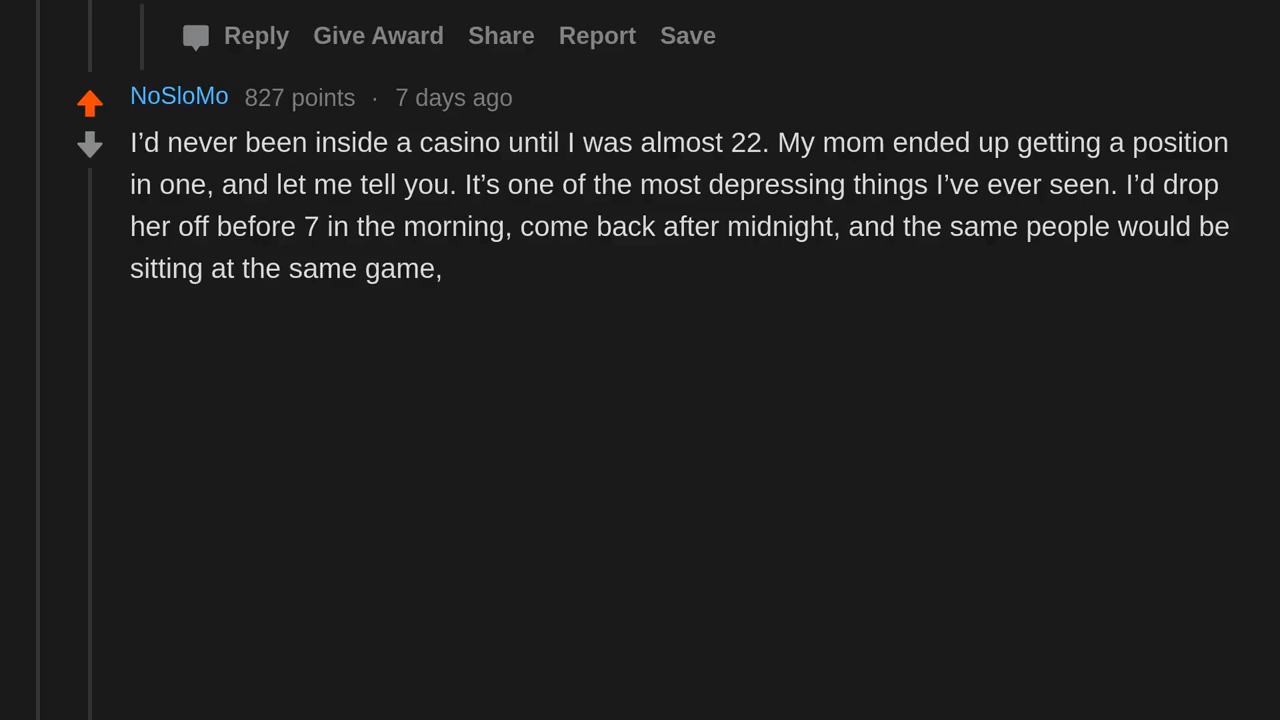 Reply Give Award Share Report Save
NoSloMo 827 points · 7 days ago
I’d never been inside a casino until I was almost 22. My mom ended up getting a position
in one, and let me tell you. It’s one of the most depressing things I’ve ever seen. I’d drop
her off before 7 in the morning, come back after midnight, and the same people would be
sitting at the same game,